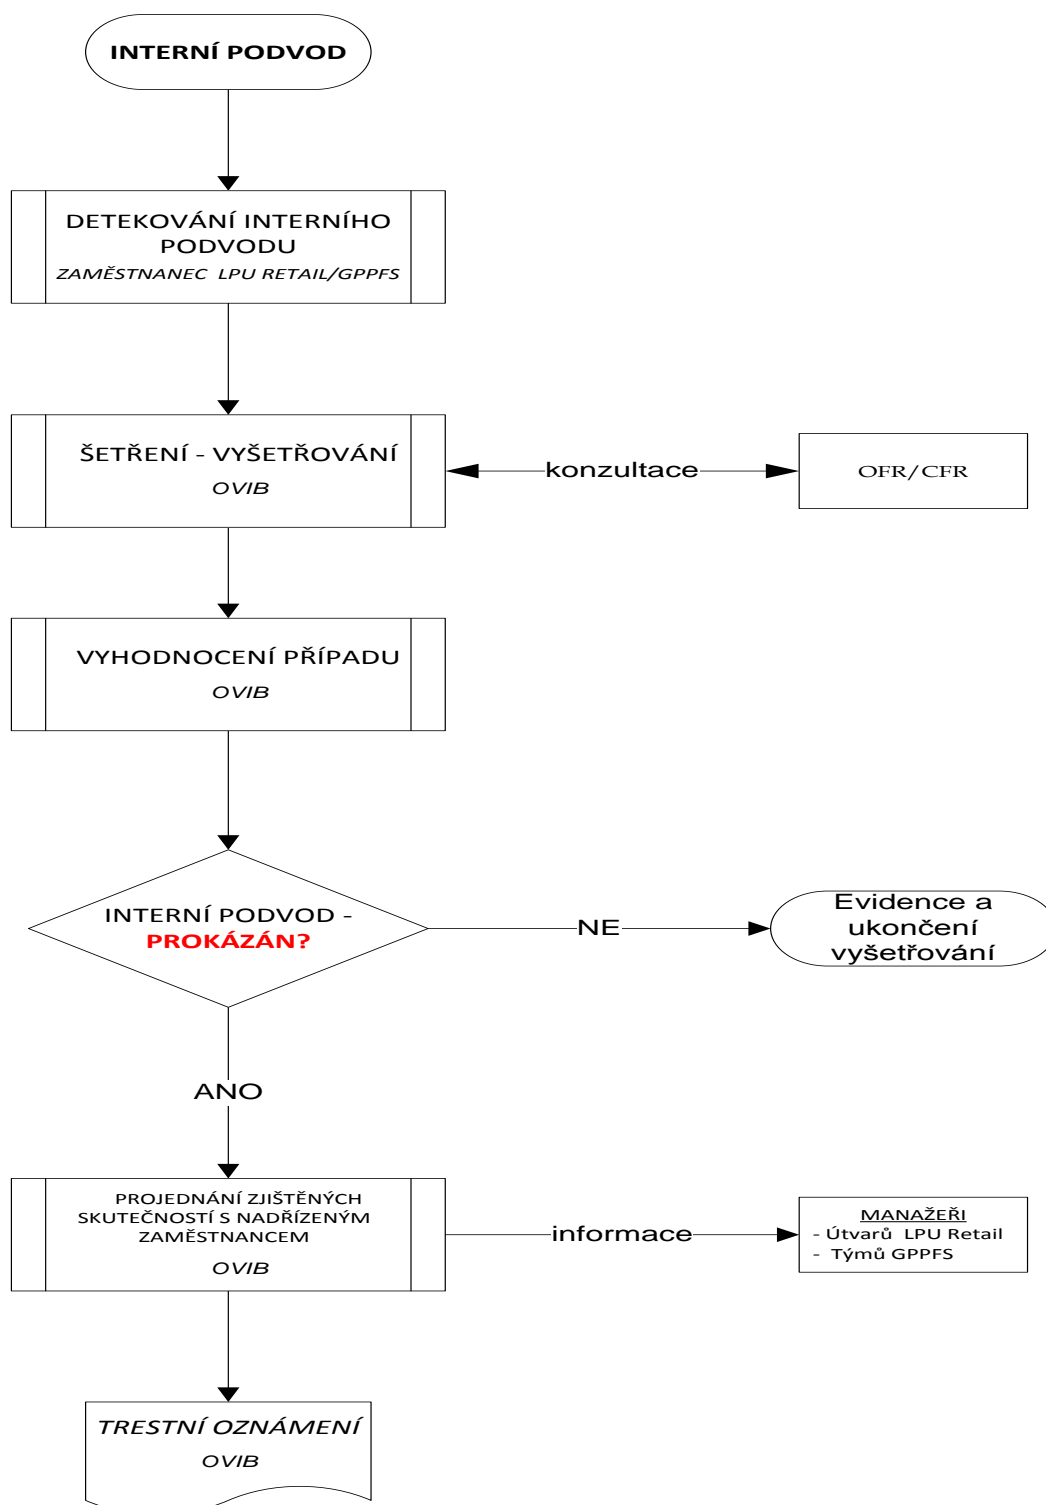 INTERNÍ PODVOD
DETEKOVÁNÍ INTERNÍHO
PODVODU
ZAMĚSTNANEC LPU RETAIL/GPPFS
ŠETŘENÍ - VYŠETŘOVÁNÍ
OVIB
konzultace
OFR/CFR
VYHODNOCENÍ PŘÍPADU
OVIB
INTERNÍ PODVOD -
PROKÁZÁN?
NE
Evidence a
ukončení
vyšetřování
ANO
PROJEDNÁNÍ ZJIŠTĚNÝCH
SKUTEČNOSTÍ S NADŘÍZENÝM
ZAMĚSTNANCEM
OVIB
informace
MANAŽEŘI
- Útvarů LPU Retail
- Týmů GPPFS
TRESTNÍ OZNÁMENÍ
OVIB